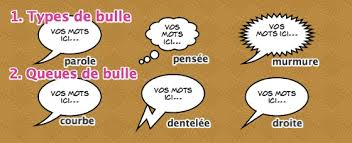 1. Types de bulle
VOS MOTS
ICI...
VOS MOTS
ICI...
VOS
MOTS ICI...
parole
pensée
murmure
2. Queues de bulle
VOS MOTS
ICI...
VOS MOTS
ICI...
VOS MOTS
ICI...
courbe
dentelée
droite